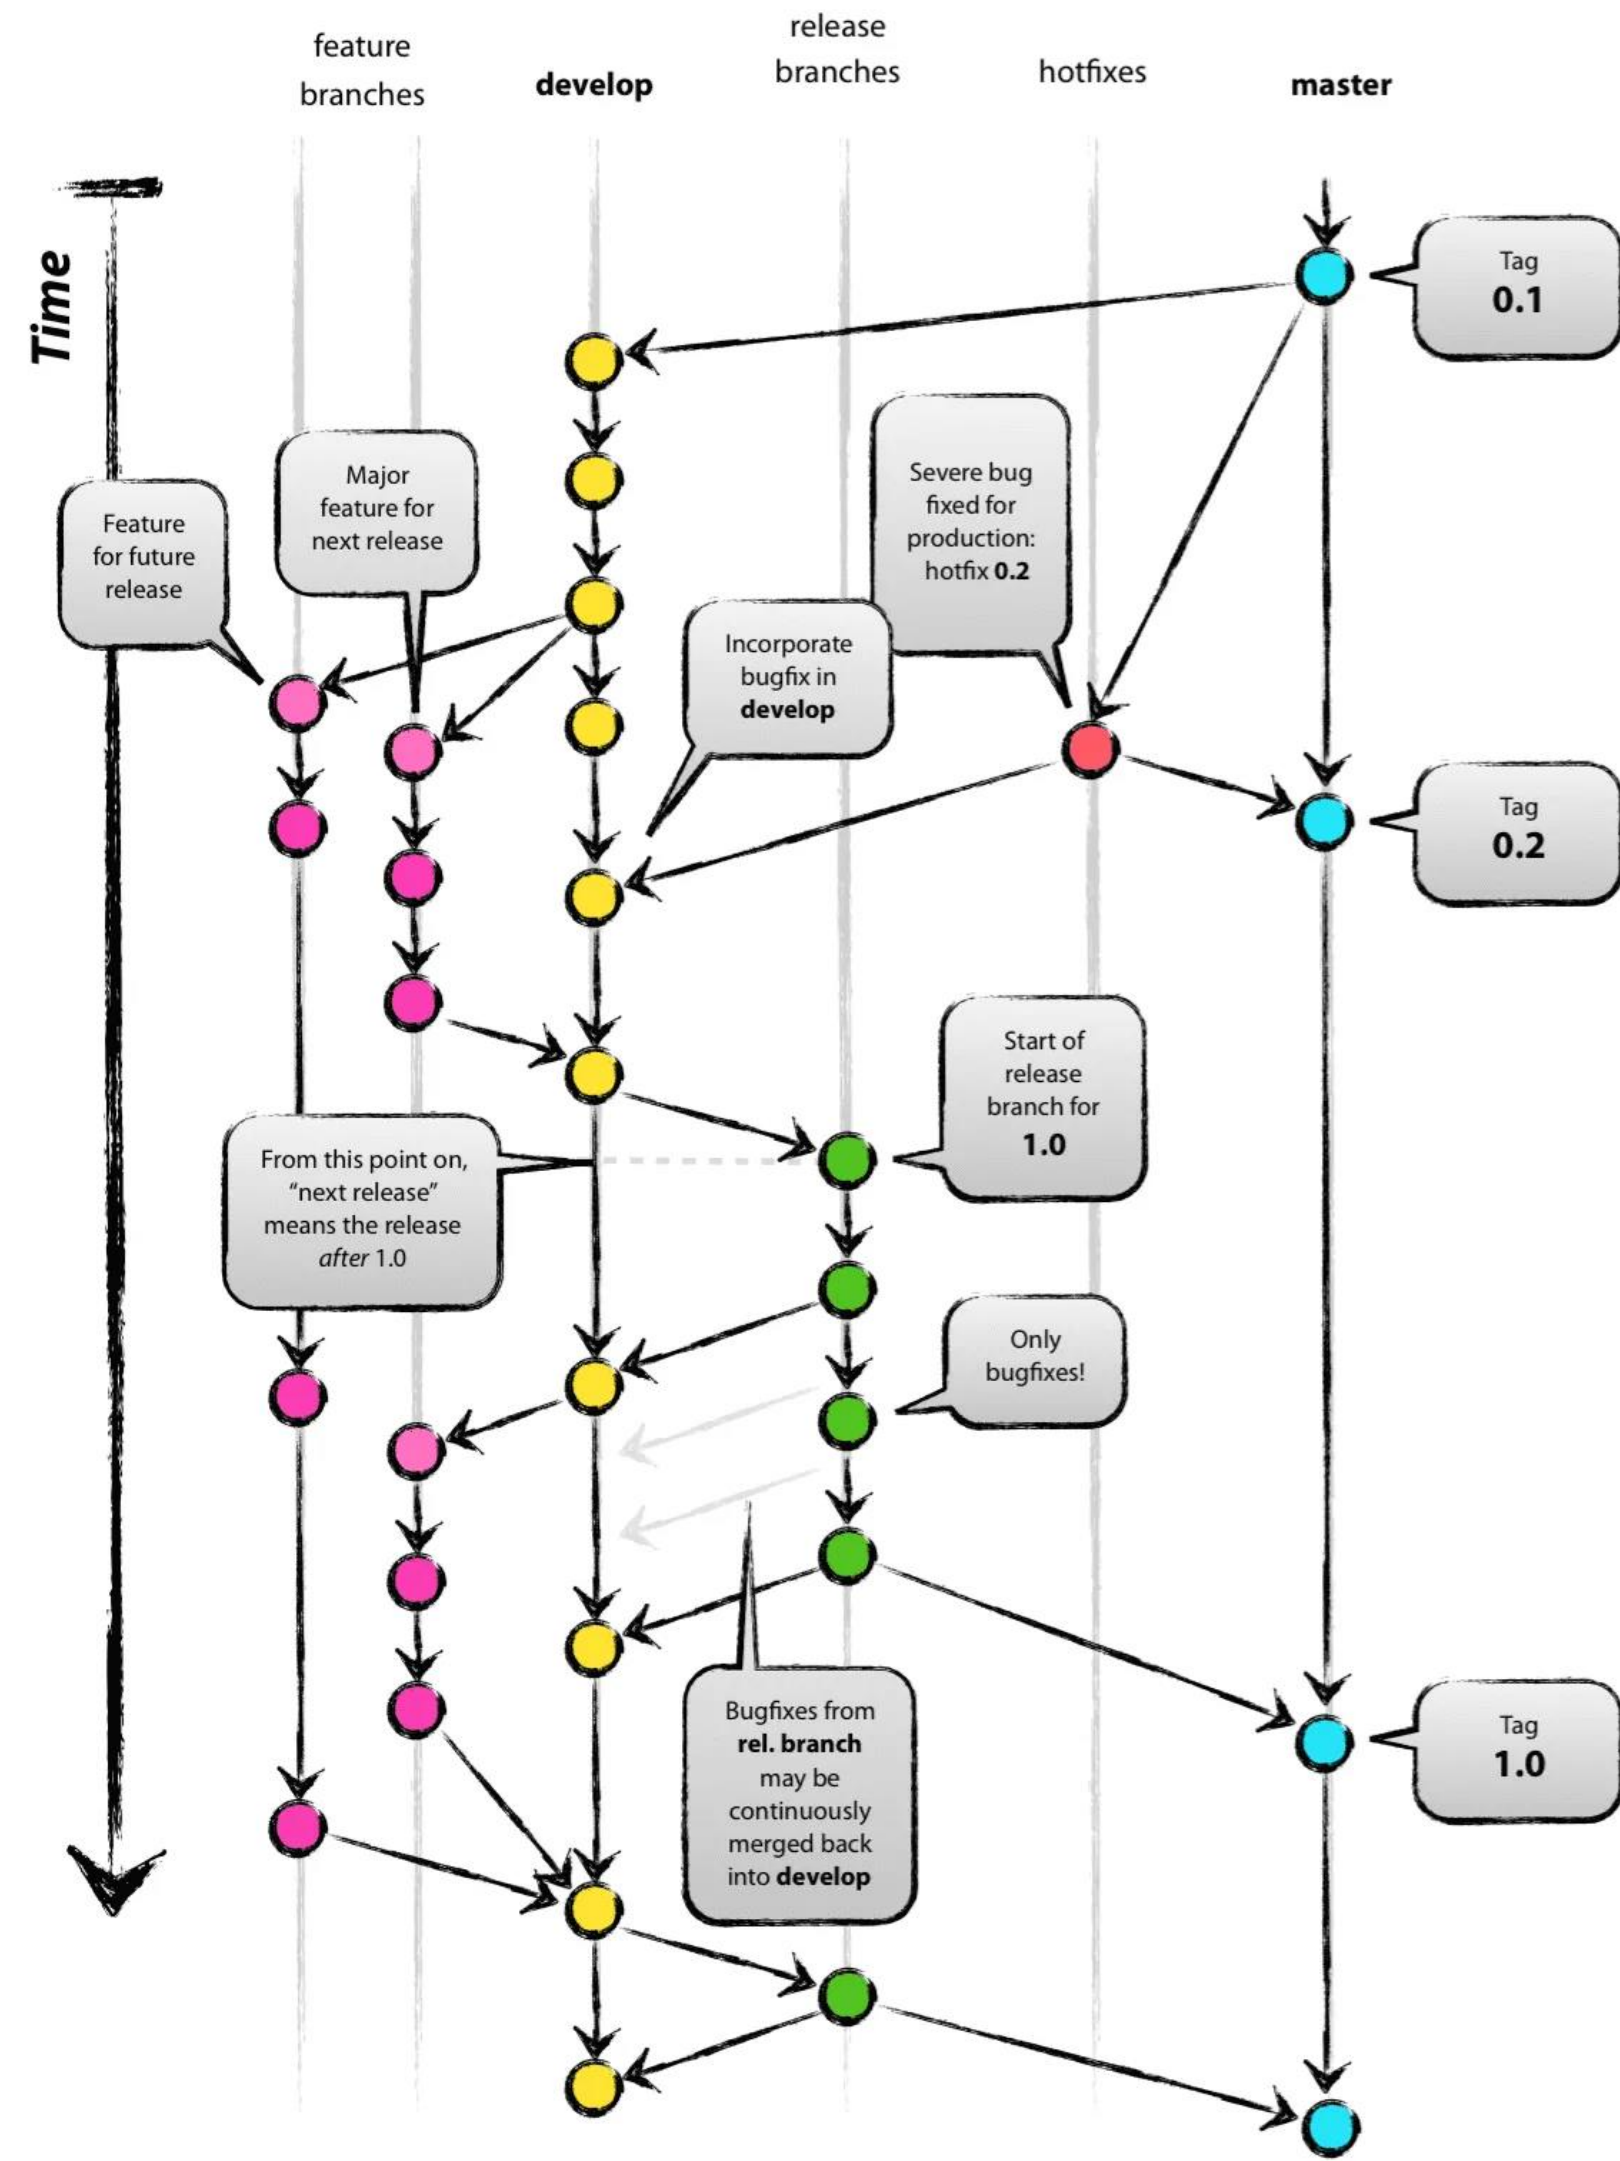 feature
branches
develop
release
branches
hotfixes
master
Time
Tag
0.1
Feature
for future
release
Major
feature for
next release
Severe bug
fixed for
production:
hotfix 0.2
Incorporate
bugfix in
develop
Tag
0.2
Start of
release
branch for
1.0
From this point on,
“next release”
means the release
after 1.0
Only
bugfixes!
Bugfixes from
rel. branch
may be
continuously
merged back
into develop
Tag
1.0